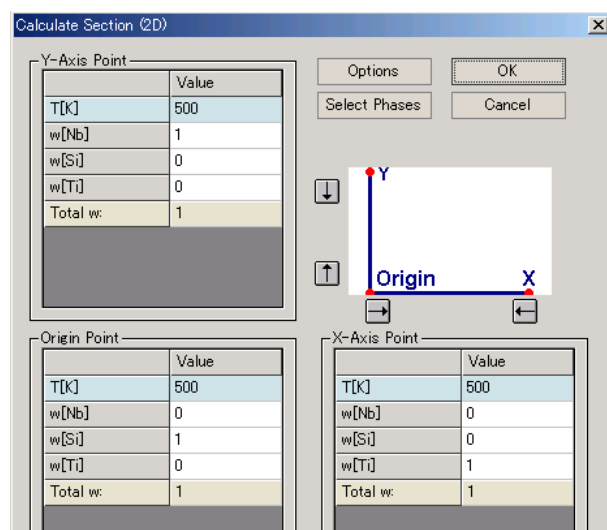 Calculate Section (2D)
Y-Axis Point
Value
T[K] 500
w[Nb] 1
w[Si] 0
w[Ti] 0
Total w: 1
Options OK
Select Phases Cancel
Y
Origin X
Origin Point
Value
T[K] 500
w[Nb] 0
w[Si] 1
w[Ti] 0
Total w: 1
X-Axis Point
Value
T[K] 500
w[Nb] 0
w[Si] 0
w[Ti] 1
Total w: 1